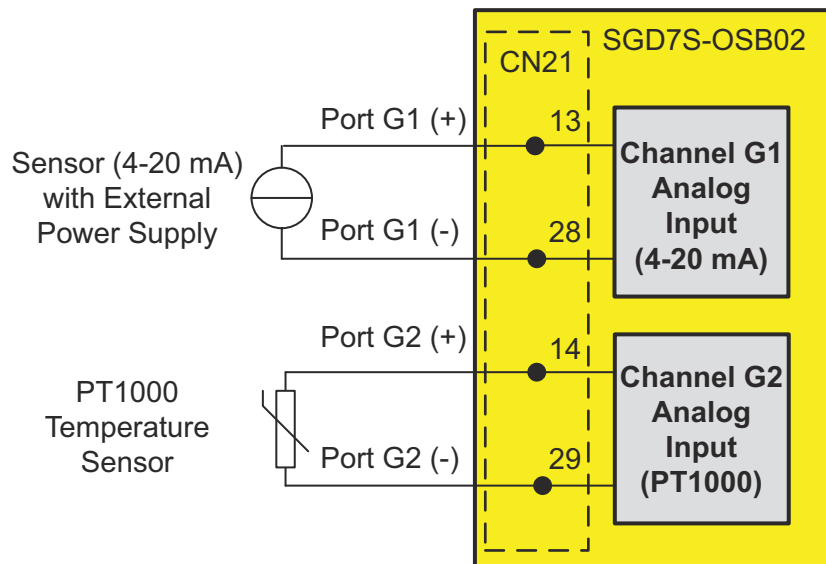 SGD7S-OSB02
CN21
Port G1 (+)
13
Sensor (4-20 mA)
with External
Power Supply
Channel G1
Analog
Input
(4-20 mA)
Port G1 (-)
28
Port G2 (+)
14
PT1000
Temperature
Sensor
Channel G2
Analog
Input
(PT1000)
Port G2 (-)
29